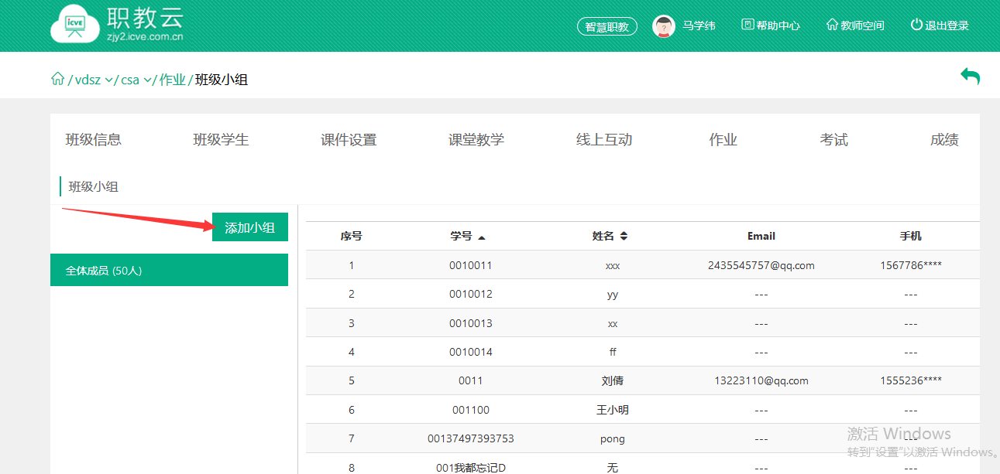 icve 职教云
zjy2.icve.com.cn
智慧职教 马学纬 帮助中心 教师空间 退出登录
/ vdsz / csa / 作业 / 班级小组
班级信息 班级学生 课件设置 课堂教学 线上互动 作业 考试 成绩
班级小组
添加小组
全体成员 (50人)
序号 学号 姓名 Email 手机
1 0010011 xxx 2435545757@qq.com 1567786****
2 0010012 yy --- ---
3 0010013 xx --- ---
4 0010014 ff --- ---
5 0011 刘倩 13223110@qq.com 1555236****
6 001100 王小明 --- ---
7 00137497393753 pong --- ---
8 001我都忘记D 无 --- ---
激活 Windows
转到"设置"以激活 Windows。